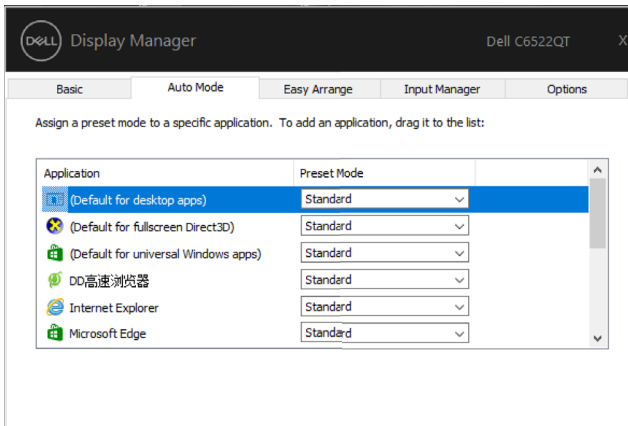 DELL Display Manager Dell C6522QT X
Basic Auto Mode Easy Arrange Input Manager Options
Assign a preset mode to a specific application. To add an application, drag it to the list:
Application Preset Mode
(Default for desktop apps) Standard
(Default for fullscreen Direct3D) Standard
(Default for universal Windows apps) Standard
DD高速浏览器 Standard
Internet Explorer Standard
Microsoft Edge Standard